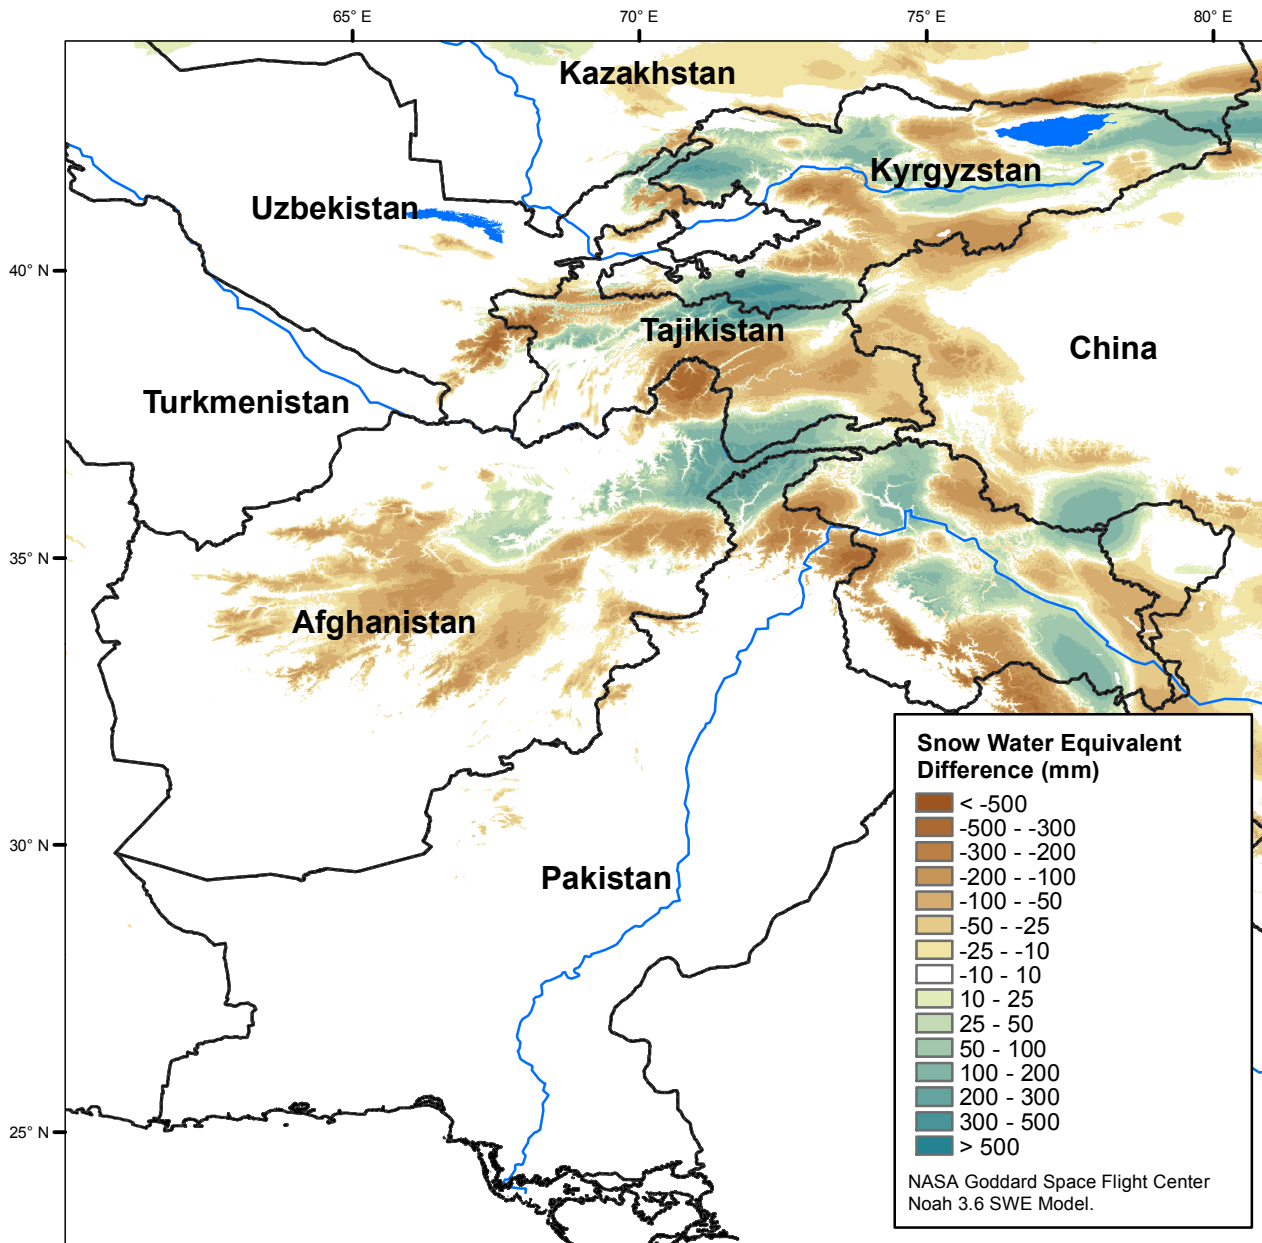 65° E
70° E
75° E
80° E
Kazakhstan
Kyrgyzstan
Uzbekistan
40° N
Tajikistan
China
Turkmenistan
35° N
Afghanistan
30° N
Pakistan
25° N
Snow Water Equivalent
Difference (mm)
< -500
-500 - -300
-300 - -200
-200 - -100
-100 - -50
-50 - -25
-25 - -10
-10 - 10
10 - 25
25 - 50
50 - 100
100 - 200
200 - 300
300 - 500
> 500
NASA Goddard Space Flight Center
Noah 3.6 SWE Model.